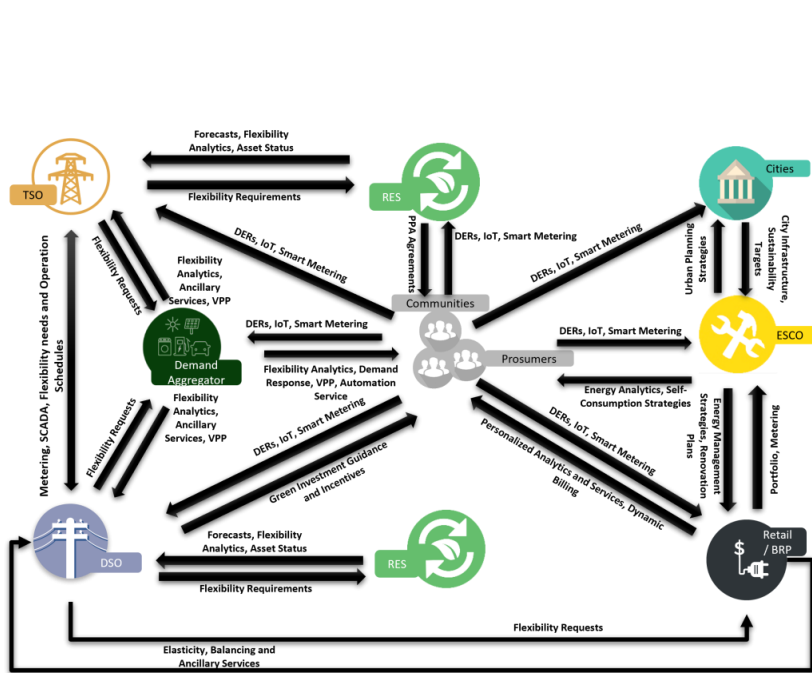 Forecasts, Flexibility
Analytics, Asset Status
TSO
Flexibility Requirements
RES
Cities
PPA Agreements
DERs, IoT, Smart Metering
DERs, IoT, Smart Metering
DERs, IoT, Smart Metering
Urban Planning
Strategies
City Infrastructure,
Sustainability
Targets
Flexibility Requests
Flexibility
Analytics,
Ancillary
Services, VPP
Communities
DERs, IoT, Smart Metering
DERs, IoT, Smart Metering
ESCO
Prosumers
Demand
Aggregator
Flexibility Analytics, Demand
Response, VPP, Automation
Service
Energy Analytics, Self-
Consumption Strategies
Metering, SCADA, Flexibility needs and Operation
Schedules
Flexibility Requests
Flexibility
Analytics,
Ancillary
Services, VPP
DERs, IoT, Smart Metering
Green Investment Guidance
and Incentives
DERs, IoT, Smart Metering
Personalized Analytics and Services, Dynamic
Billing
Energy Management
Strategies, Renovation
Plans
Portfolio, Metering
DSO
Forecasts, Flexibility
Analytics, Asset Status
RES
Flexibility Requirements
Retail
/ BRP
$
Flexibility Requests
Elasticity, Balancing and
Ancillary Services